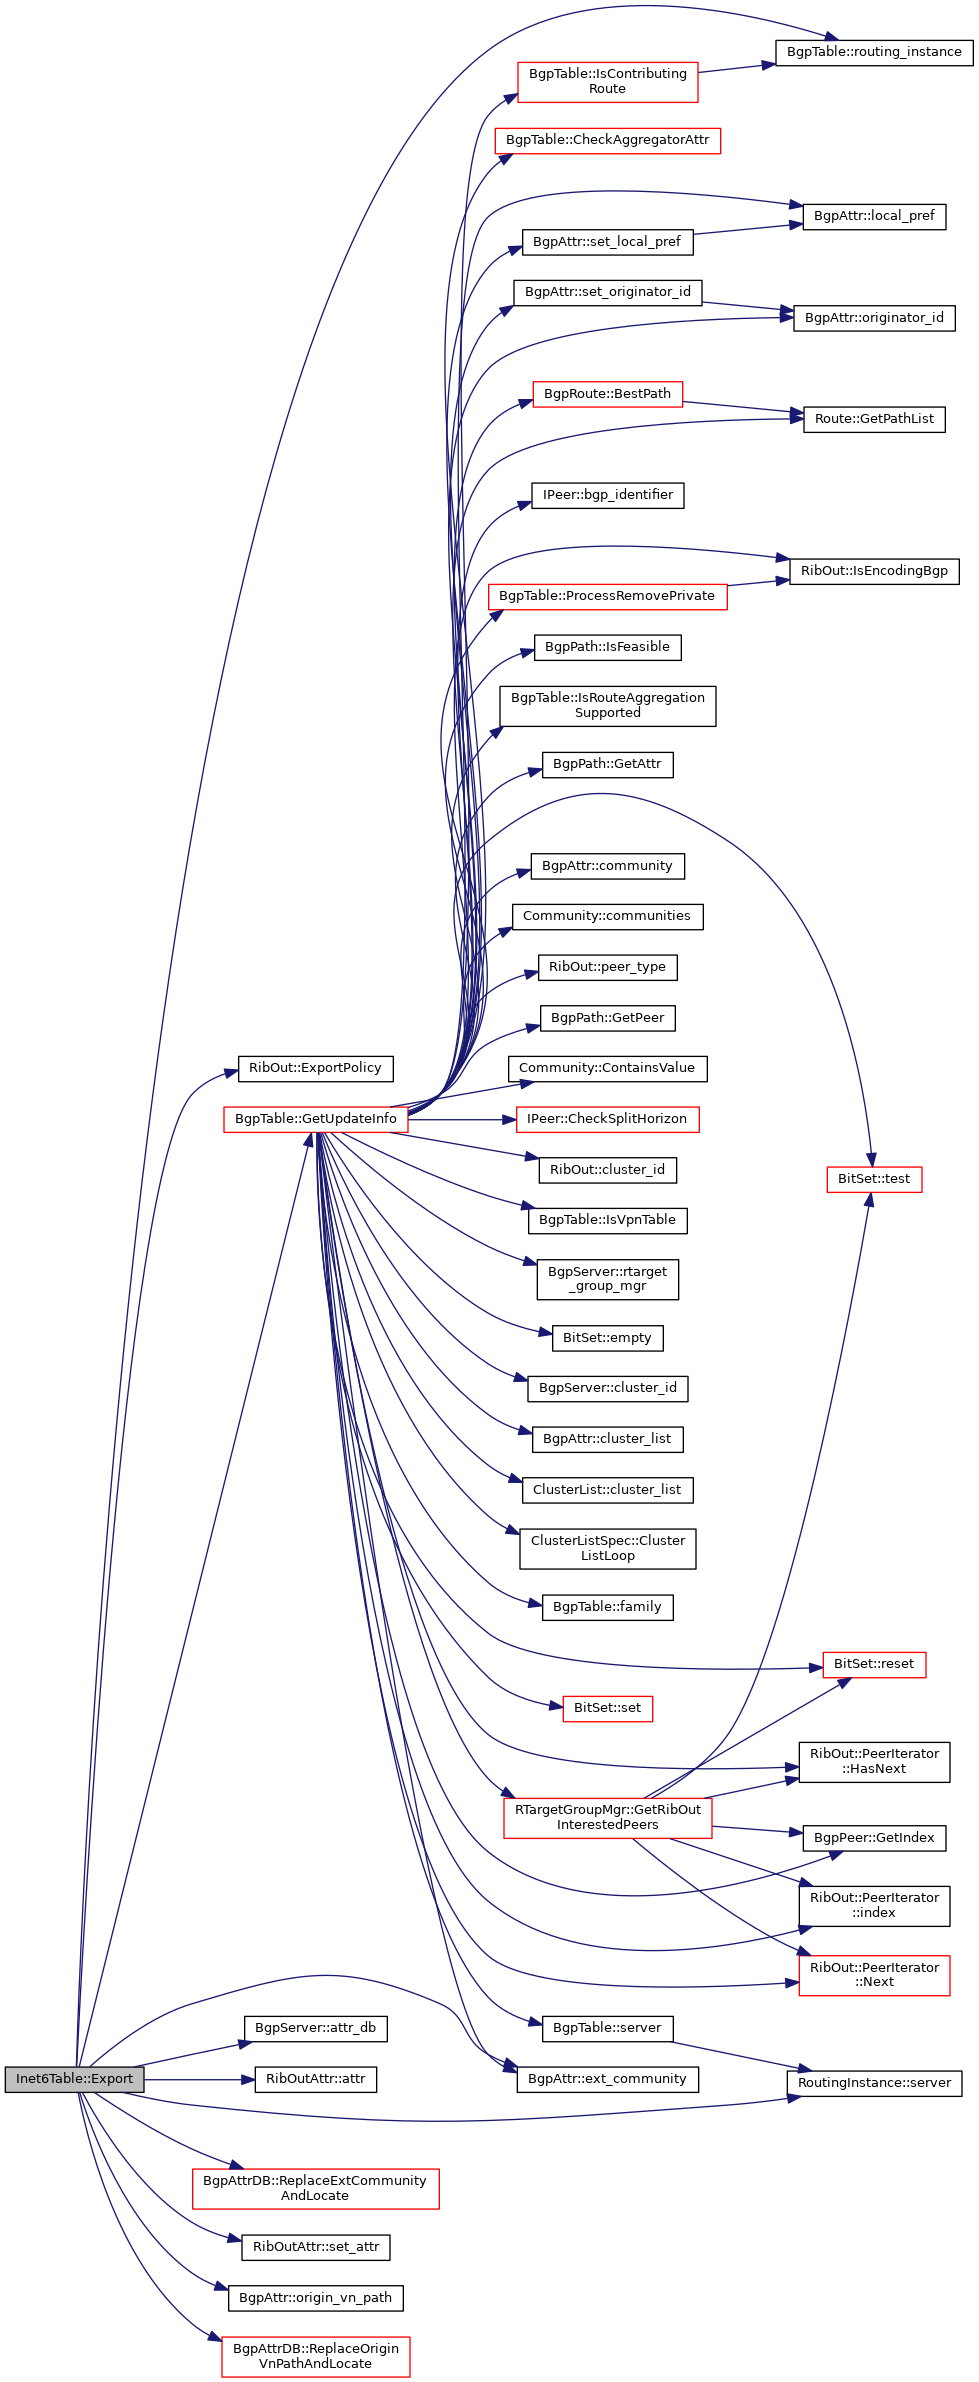 BgpTable::routing_instance
BgpTable::IsContributing
Route
BgpTable::CheckAggregatorAttr
BgpAttr::local_pref
BgpAttr::set_local_pref
BgpAttr::set_originator_id
BgpAttr::originator_id
BgpRoute::BestPath
Route::GetPathList
IPeer::bgp_identifier
RibOut::IsEncodingBgp
BgpTable::ProcessRemovePrivate
BgpPath::IsFeasible
BgpTable::IsRouteAggregation
Supported
BgpPath::GetAttr
BgpAttr::community
Community::communities
RibOut::peer_type
BgpPath::GetPeer
RibOut::ExportPolicy
Community::ContainsValue
BgpTable::GetUpdateInfo
IPeer::CheckSplitHorizon
RibOut::cluster_id
BitSet::test
BgpTable::IsVpnTable
BgpServer::rtarget
_group_mgr
BitSet::empty
BgpServer::cluster_id
BgpAttr::cluster_list
ClusterList::cluster_list
ClusterListSpec::Cluster
ListLoop
BgpTable::family
BitSet::reset
BitSet::set
RibOut::PeerIterator
::HasNext
RTargetGroupMgr::GetRibOut
InterestedPeers
BgpPeer::GetIndex
RibOut::PeerIterator
::index
RibOut::PeerIterator
::Next
BgpServer::attr_db
BgpTable::server
Inet6Table::Export
RibOutAttr::attr
BgpAttr::ext_community
RoutingInstance::server
BgpAttrDB::ReplaceExtCommunity
AndLocate
RibOutAttr::set_attr
BgpAttr::origin_vn_path
BgpAttrDB::ReplaceOrigin
VnPathAndLocate